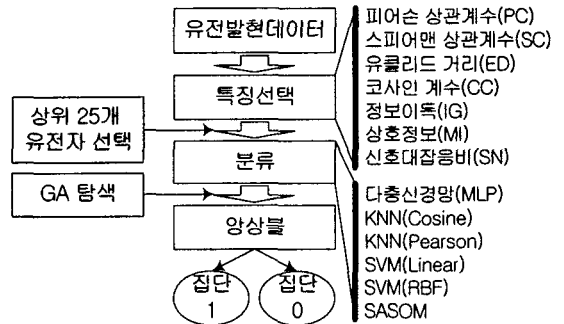 유전발현데이터
특징선택
상위 25개
유전자 선택
분류
GA 탐색
앙상블
집단
1
집단
0
피어슨 상관계수(PC)
스피어맨 상관계수(SC)
유클리드 거리(ED)
코사인 계수(CC)
정보이득(IG)
상호정보(MI)
신호대잡음비(SN)
다층신경망(MLP)
KNN(Cosine)
KNN(Pearson)
SVM(Linear)
SVM(RBF)
SASOM